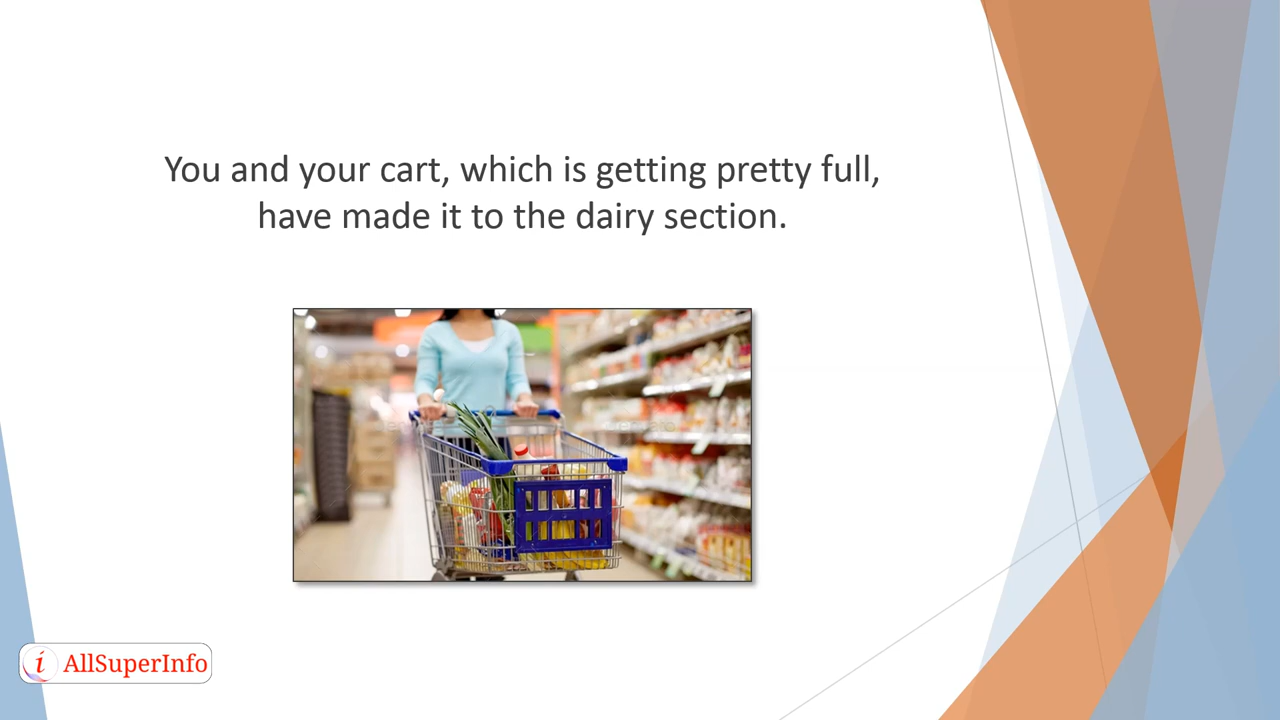 You and your cart, which is getting pretty full,
have made it to the dairy section.
i AllSuperInfo